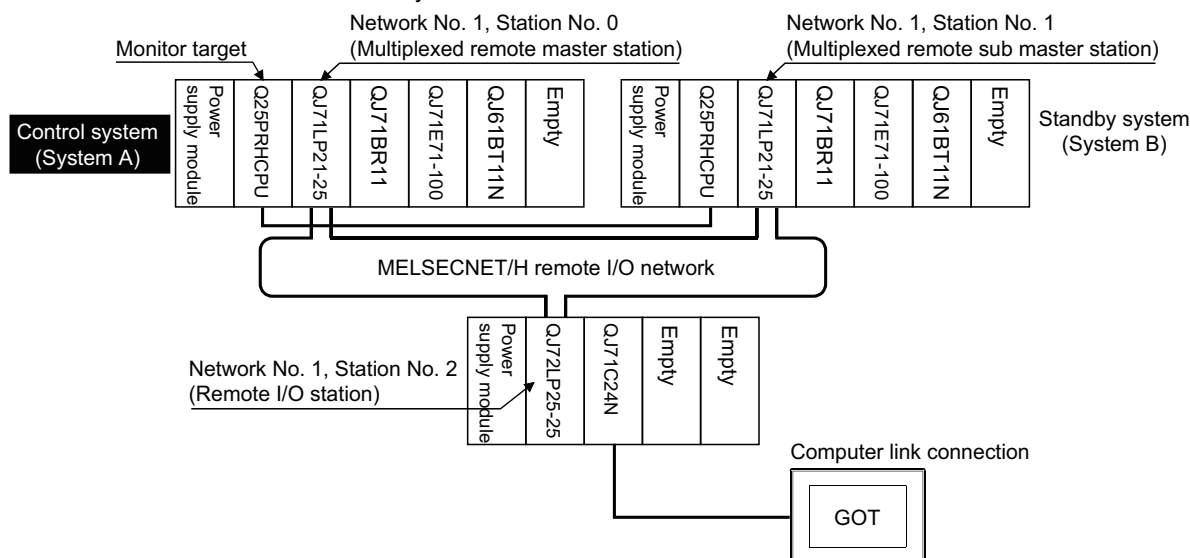 Network No. 1, Station No. 0
(Multiplexed remote master station)
Network No. 1, Station No. 1
(Multiplexed remote sub master station)
Monitor target
Control system
(System A)
Power
supply module
Q25PRHCPU
QJ71LP21-25
QJ71BR11
QJ71E71-100
QJ61BT11N
Empty
Power
supply module
Q25PRHCPU
QJ71LP21-25
QJ71BR11
QJ71E71-100
QJ61BT11N
Empty
Standby system
(System B)
MELSECNET/H remote I/O network
Network No. 1, Station No. 2
(Remote I/O station)
Power
supply module
QJ72LP25-25
QJ71C24N
Empty
Empty
Computer link connection
GOT